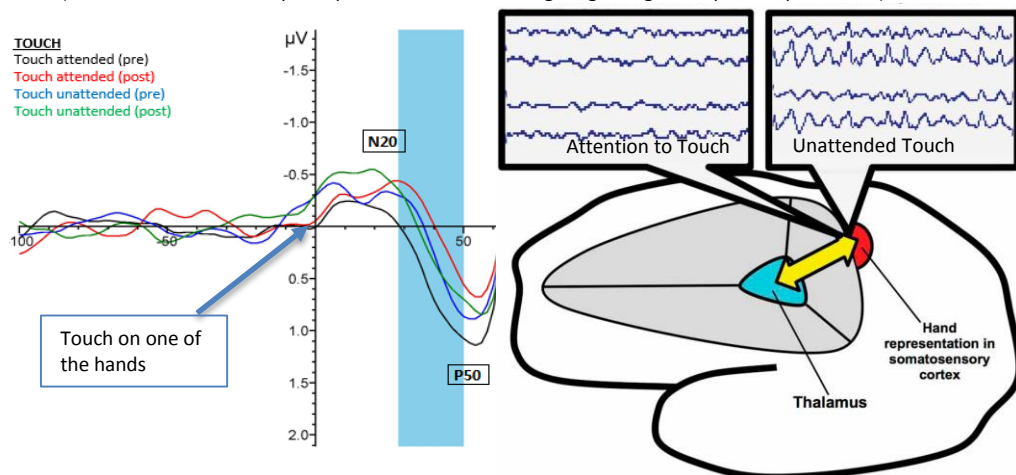 TOUCH
Touch attended (pre)
Touch attended (post)
Touch unattended (pre)
Touch unattended (post)
µV
-1.5
-1.0
-0.5
0.5
1.0
1.5
2.0
100
-50
50
N20
P50
Touch on one of
the hands
Attention to Touch
Unattended Touch
Hand
representation in
somatosensory
cortex
Thalamus